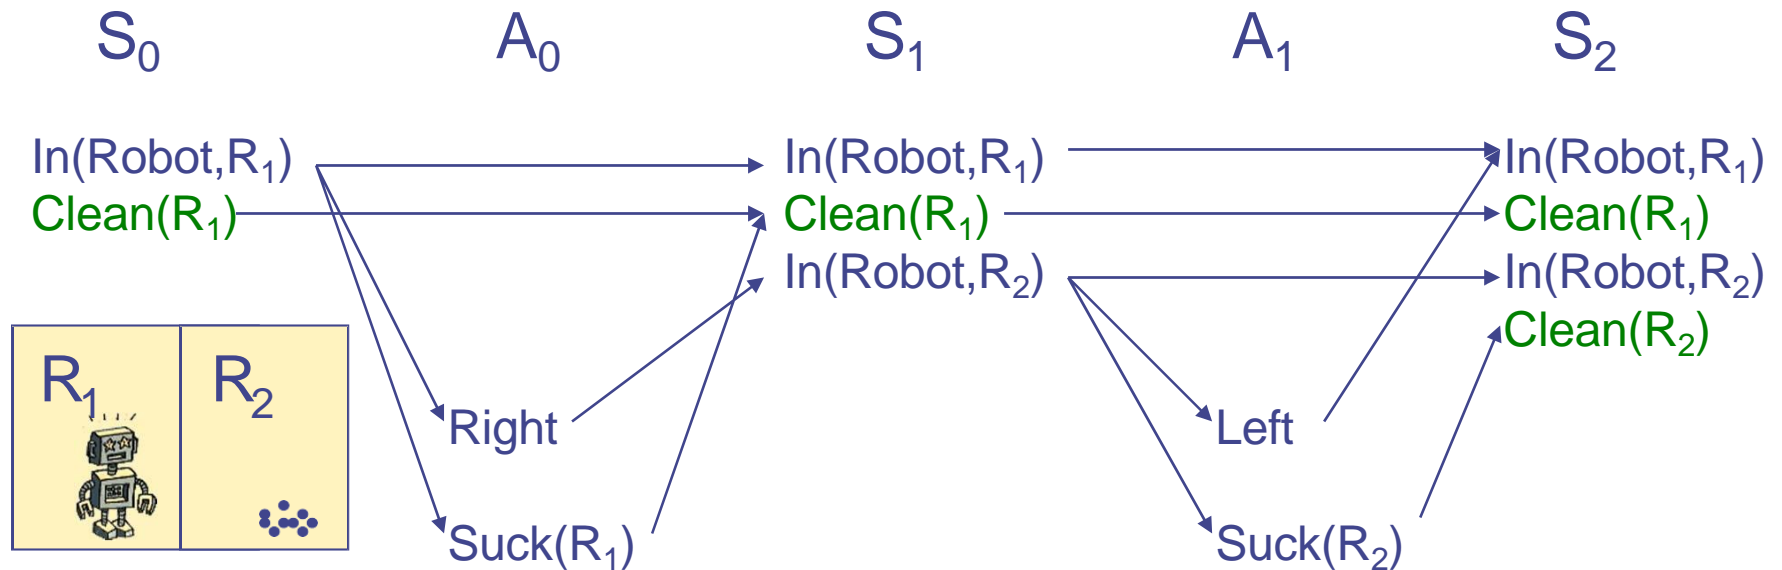 S₀ A₀ S₁ A₁ S₂
In(Robot,R₁) In(Robot,R₁) In(Robot,R₁)
Clean(R₁) Clean(R₁) Clean(R₁)
In(Robot,R₂) In(Robot,R₂)
Clean(R₂)
R₁ R₂
Right Left
Suck(R₁) Suck(R₂)